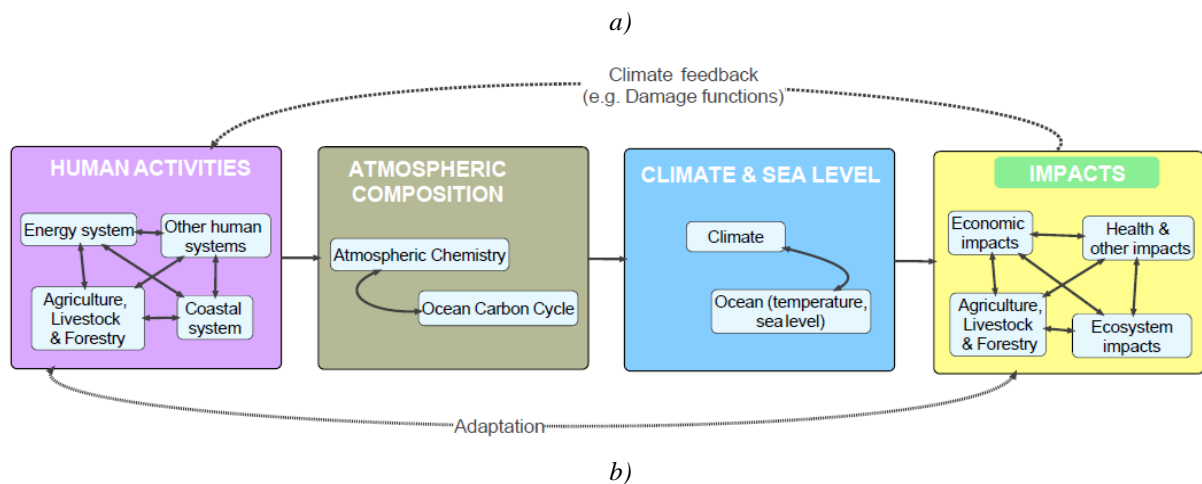 a)
Climate feedback
(e.g. Damage functions)
HUMAN ACTIVITIES
Energy system
Other human
systems
Agriculture,
Livestock
& Forestry
Coastal
system
ATMOSPHERIC
COMPOSITION
Atmospheric Chemistry
Ocean Carbon Cycle
CLIMATE & SEA LEVEL
Climate
Ocean (temperature,
sea level)
IMPACTS
Economic
impacts
Health &
other impacts
Agriculture,
Livestock
& Forestry
Ecosystem
impacts
Adaptation
b)